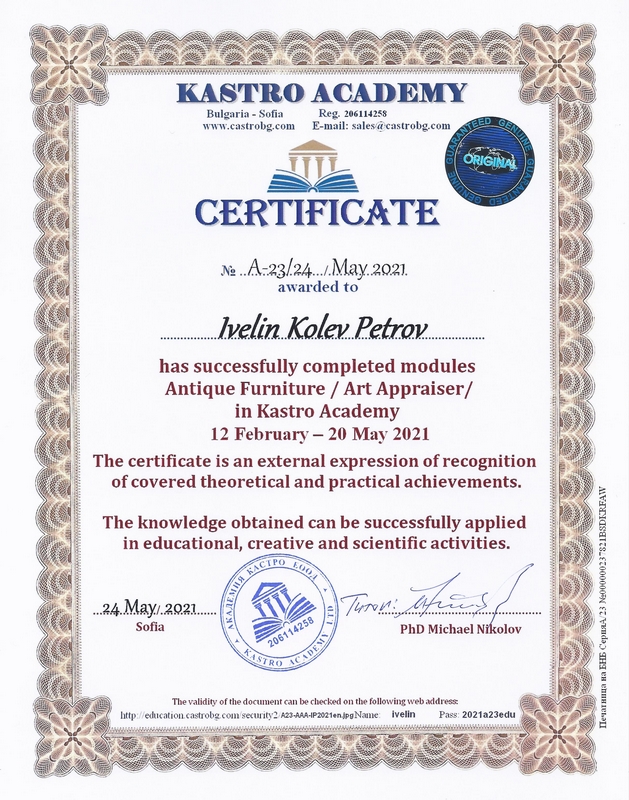 KASTRO ACADEMY
Bulgaria - Sofia Reg. 206114258
www.castrobg.com E-mail: sales@castrobg.com
GUARANTEED GENUINE GUARANTEED GENUINE
ORIGINAL
CERTIFICATE
№ A-23/24 / May 2021
awarded to
Ivelin Kolev Petrov
has successfully completed modules
Antique Furniture / Art Appraiser/
in Kastro Academy
12 February – 20 May 2021
The certificate is an external expression of recognition
of covered theoretical and practical achievements.
The knowledge obtained can be successfully applied
in educational, creative and scientific activities.
24 May/ 2021
Sofia
АКАДЕМИЯ КАСТРО ЕООД
206114258
KASTRO ACADEMY LTD
PhD Michael Nikolov
The validity of the document can be checked on the following web address:
http://education.castrobg.com/security2/A23-AAA-IP2021en.jpg Name: ivelin Pass: 2021a23edu
Печатница на БНБ СерияA/23 №00000023782